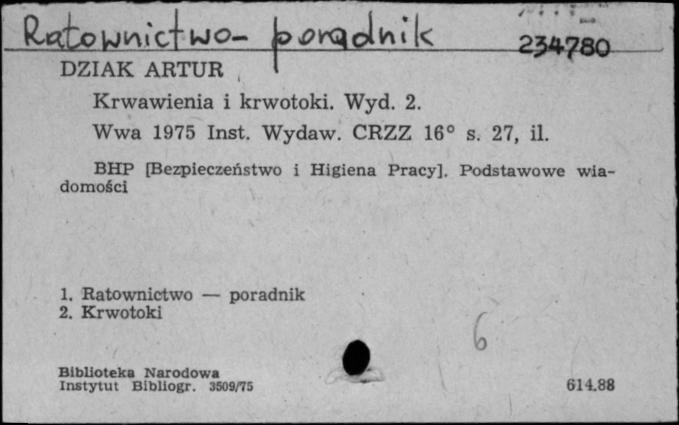 Ratownictwo- poradnik
234780
DZIAK ARTUR
Krwawienia i krwotoki. Wyd. 2.
Wwa 1975 Inst. Wydaw. CRZZ 16° s. 27, il.
BHP [Bezpieczeństwo i Higiena Pracy]. Podstawowe wia-
domości
1. Ratownictwo — poradnik
2. Krwotoki
6
Biblioteka Narodowa
Instytut Bibliogr. 3509/75
614.88